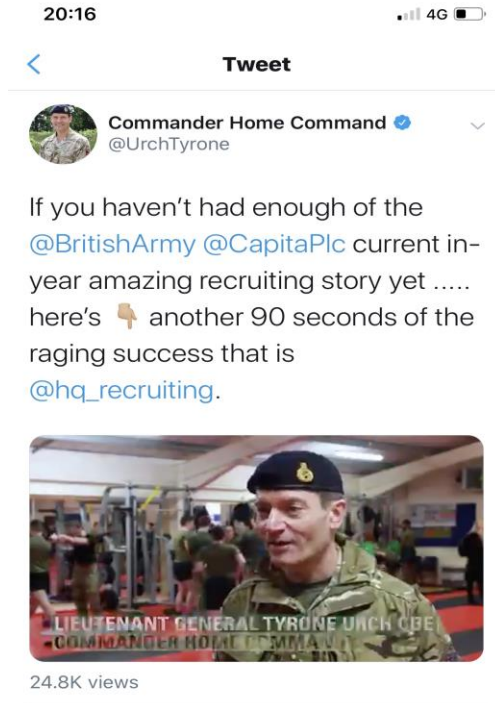 20:16
4G
Tweet
Commander Home Command
@UrchTyrone
If you haven't had enough of the
@BritishArmy @CapitaPlc current in-
year amazing recruiting story yet .....
here's 👇🏼 another 90 seconds of the
raging success that is
@hq_recruiting.
LIEUTENANT GENERAL TYRONE URCH CBE
COMMANDER HOME COMMAND
24.8K views